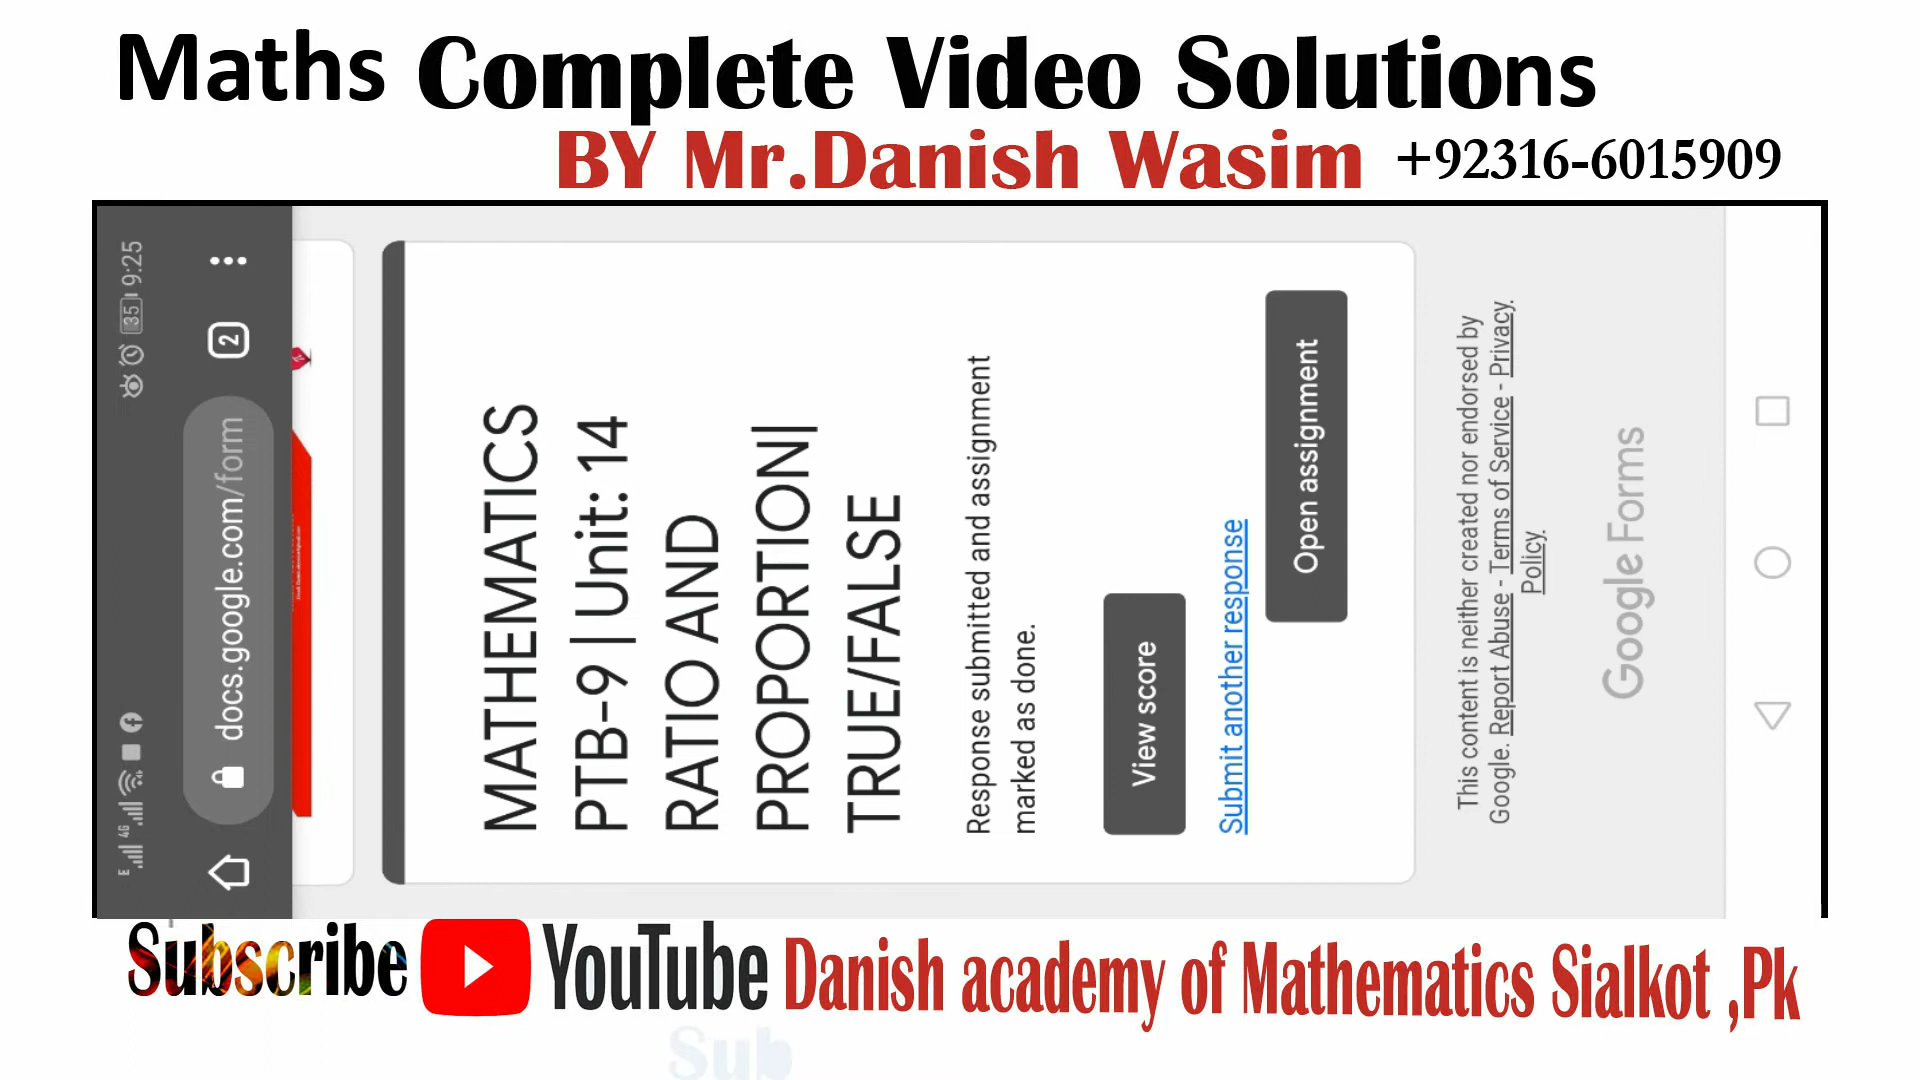 Maths Complete Video Solutions
BY Mr.Danish Wasim +92316-6015909
E 4G 35 9:25
docs.google.com/form 2
MATHEMATICS
PTB-9 | Unit: 14
RATIO AND
PROPORTION|
TRUE/FALSE
Response submitted and assignment
marked as done.
View score
Submit another response
Open assignment
This content is neither created nor endorsed by
Google. Report Abuse - Terms of Service - Privacy
Policy.
Google Forms
Subscribe YouTube Danish academy of Mathematics Sialkot ,Pk
Sub